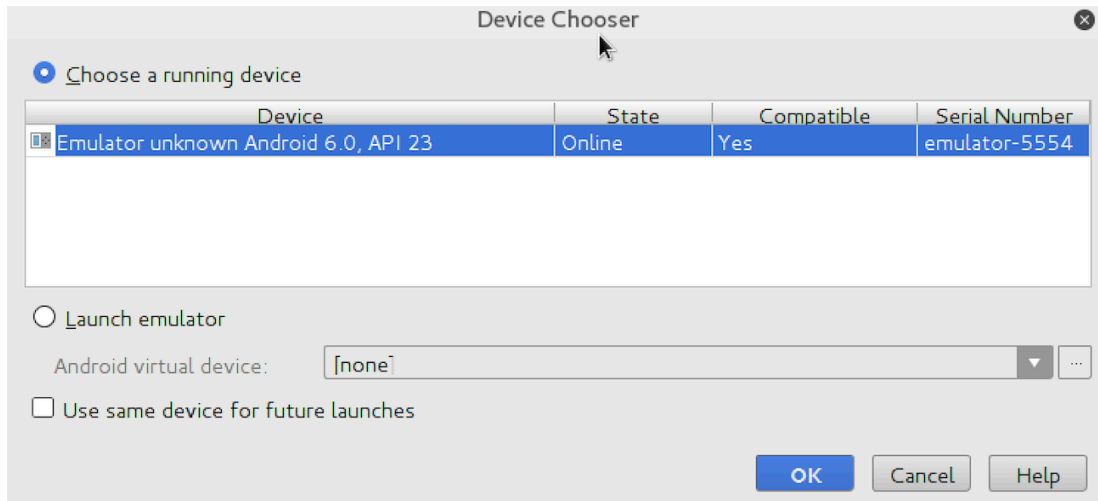 Device Chooser
Choose a running device
Device State Compatible Serial Number
Emulator unknown Android 6.0, API 23 Online Yes emulator-5554
Launch emulator
Android virtual device: [none] ...
Use same device for future launches
OK Cancel Help